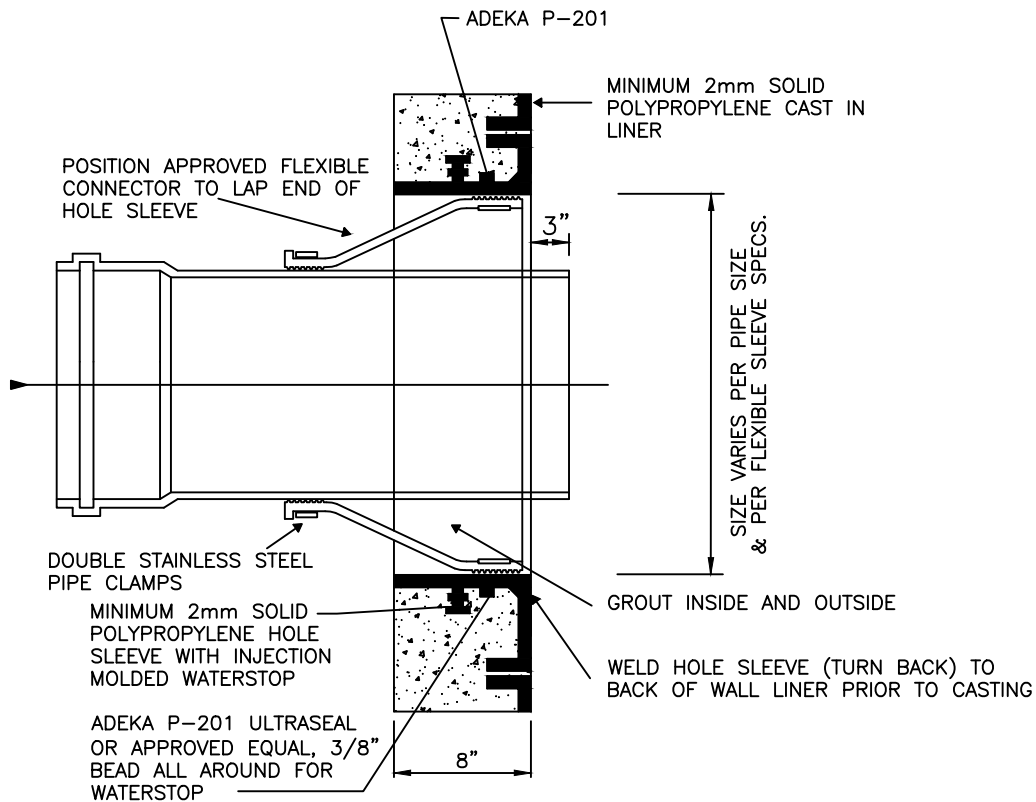 ADEKA P-201
MINIMUM 2mm SOLID
POLYPROPYLENE CAST IN
LINER
POSITION APPROVED FLEXIBLE
CONNECTOR TO LAP END OF
HOLE SLEEVE
3"
SIZE VARIES PER PIPE SIZE
& PER FLEXIBLE SLEEVE SPECS.
DOUBLE STAINLESS STEEL
PIPE CLAMPS
MINIMUM 2mm SOLID
POLYPROPYLENE HOLE
SLEEVE WITH INJECTION
MOLDED WATERSTOP
GROUT INSIDE AND OUTSIDE
WELD HOLE SLEEVE (TURN BACK) TO
BACK OF WALL LINER PRIOR TO CASTING
ADEKA P-201 ULTRASEAL
OR APPROVED EQUAL, 3/8"
BEAD ALL AROUND FOR
WATERSTOP
8"